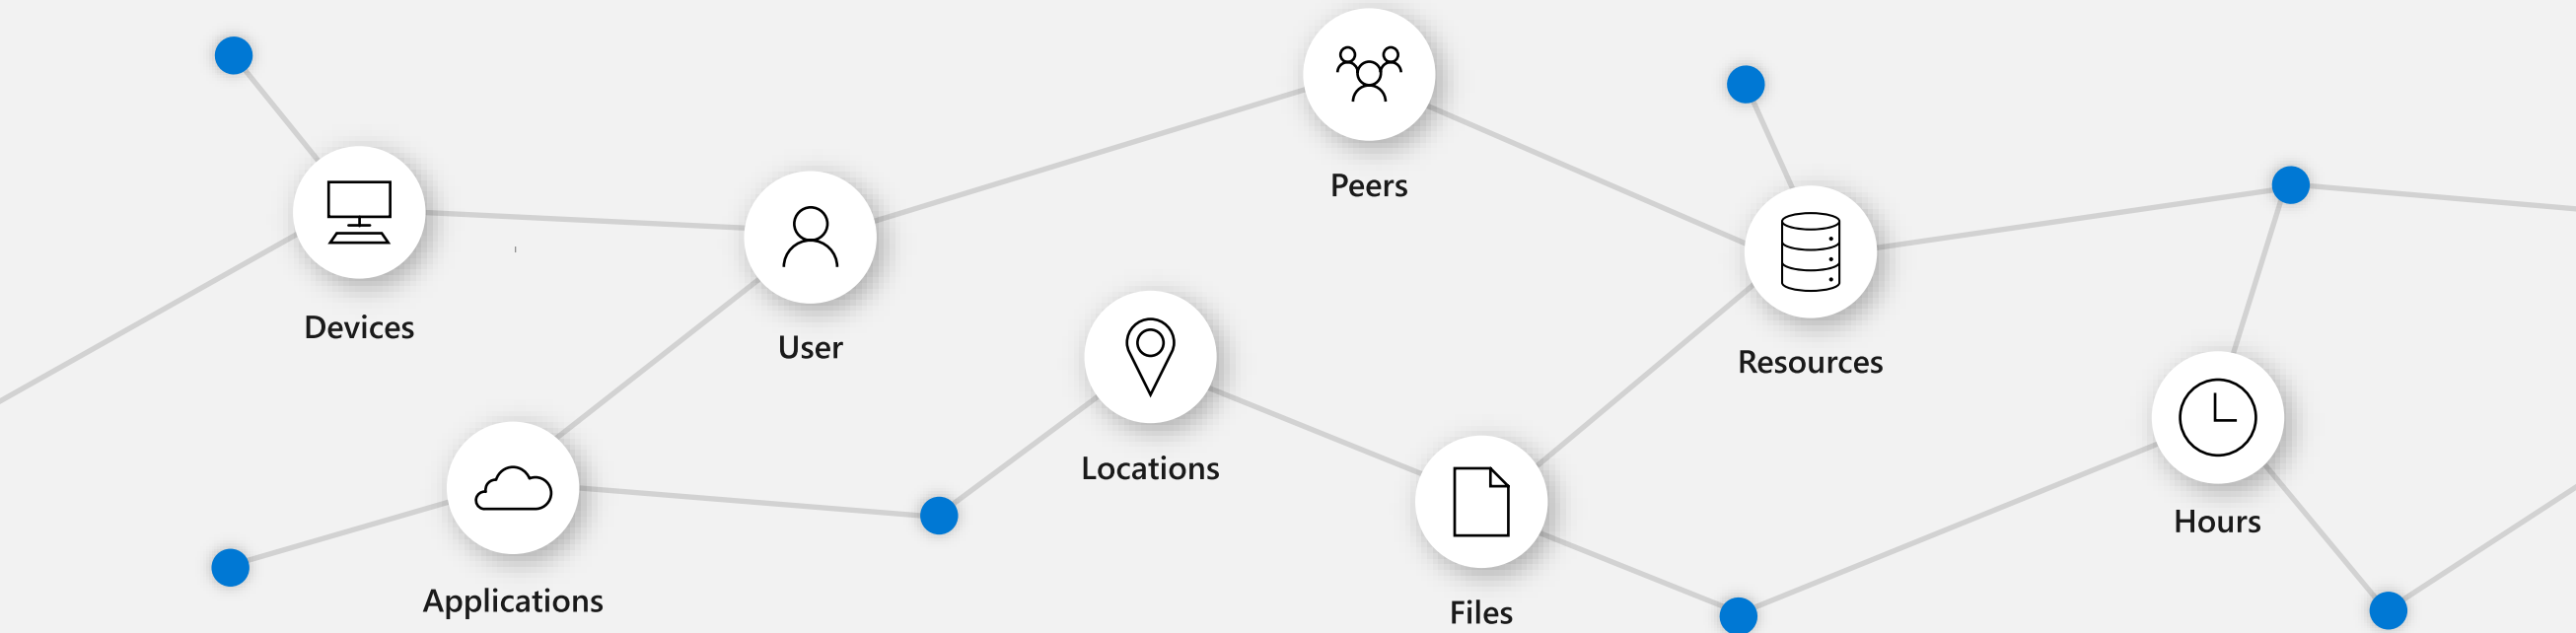 Peers
Devices
User
Resources
Locations
Hours
Applications
Files